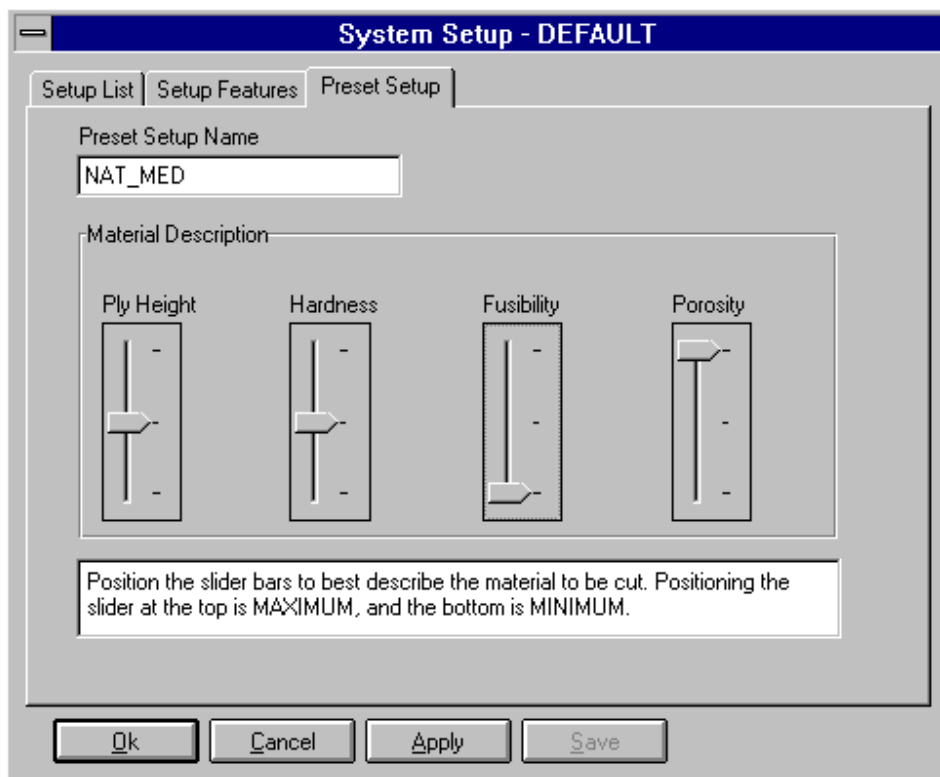 System Setup - DEFAULT
Setup List Setup Features Preset Setup
Preset Setup Name
NAT_MED
Material Description
Ply Height Hardness Fusibility Porosity
Position the slider bars to best describe the material to be cut. Positioning the
slider at the top is MAXIMUM, and the bottom is MINIMUM.
Ok Cancel Apply Save